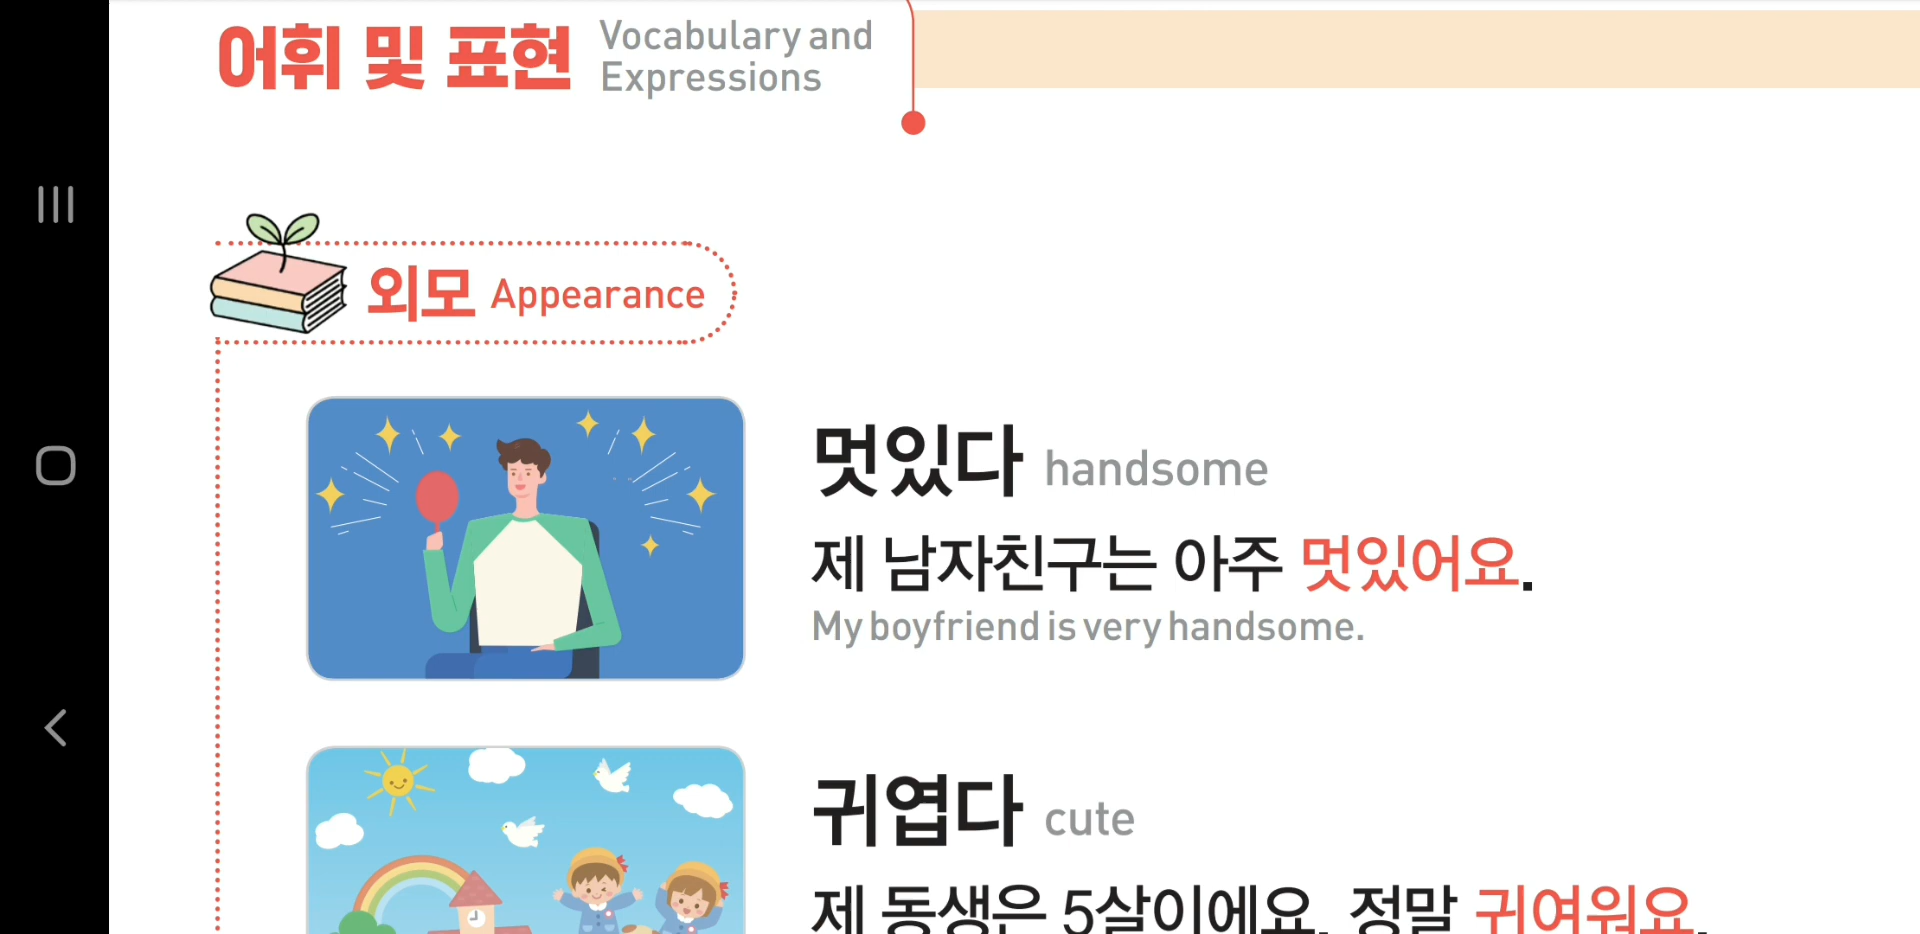 어휘 및 표현 Vocabulary and
Expressions
외모 Appearance
멋있다 handsome
제 남자친구는 아주 멋있어요.
My boyfriend is very handsome.
귀엽다 cute
제 동생은 5살이에요. 정말 귀여워요.